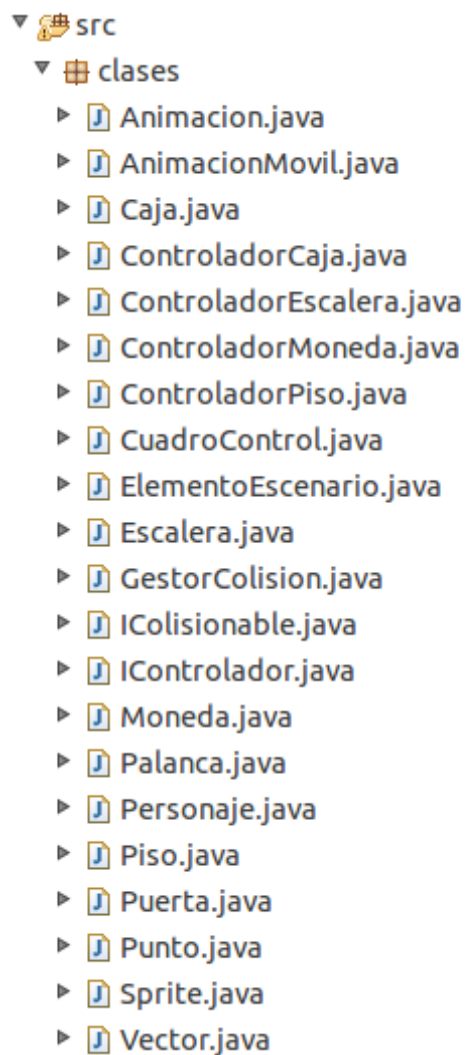 src
clases
Animacion.java
AnimacionMovil.java
Caja.java
ControladorCaja.java
ControladorEscalera.java
ControladorMoneda.java
ControladorPiso.java
CuadroControl.java
ElementoEscenario.java
Escalera.java
GestorColision.java
IColisionable.java
IControlador.java
Moneda.java
Palanca.java
Personaje.java
Piso.java
Puerta.java
Punto.java
Sprite.java
Vector.java